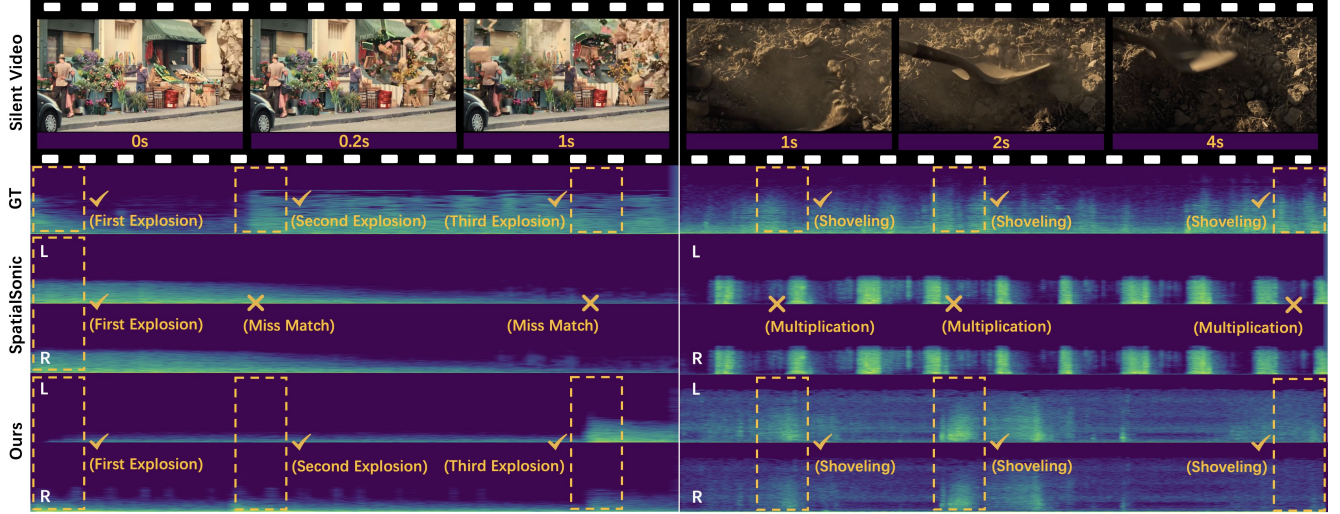 Silent Video
0s 0.2s 1s 1s 2s 4s
GT
(First Explosion) (Second Explosion) (Third Explosion) (Shoveling) (Shoveling) (Shoveling)
SpatialSonic
L L
(First Explosion) (Miss Match) (Miss Match) (Multiplication) (Multiplication) (Multiplication)
R R
Ours
L L
(First Explosion) (Second Explosion) (Third Explosion) (Shoveling) (Shoveling) (Shoveling)
R R